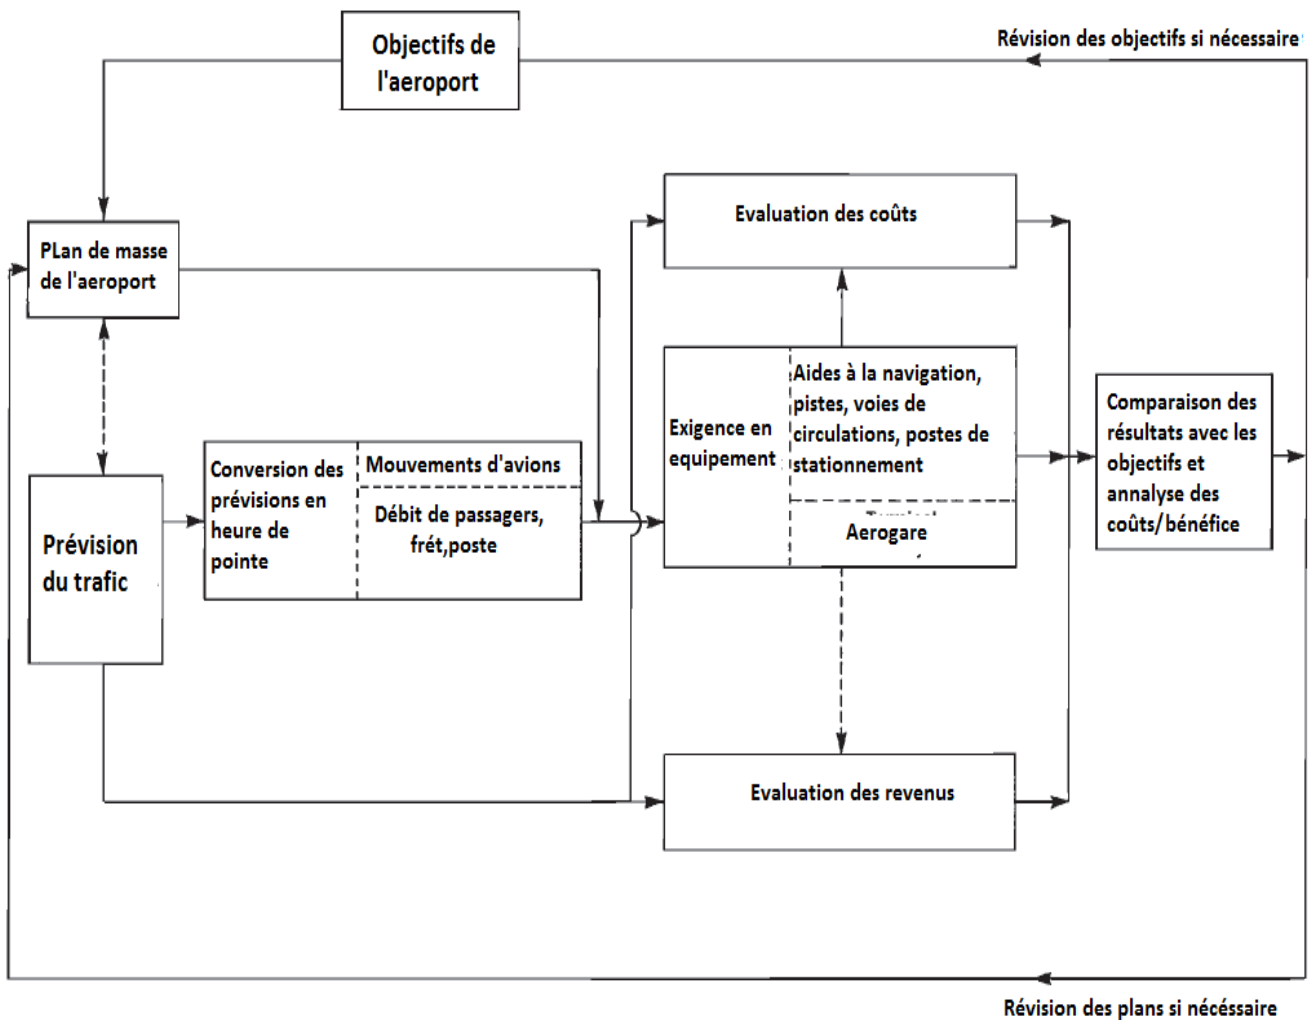 Objectifs de
l'aeroport
Révision des objectifs si nécessaire
Evaluation des coûts
PLan de masse
de l'aeroport
Aides à la navigation,
pistes, voies de
circulations, postes de
stationnement
Exigence en
equipement
Aerogare
Comparaison des
résultats avec les
objectifs et
annalyse des
coûts/bénéfice
Conversion des
prévisions en
heure de
pointe
Mouvements d'avions
Débit de passagers,
frét,poste
Prévision
du trafic
Evaluation des revenus
Révision des plans si nécéssaire